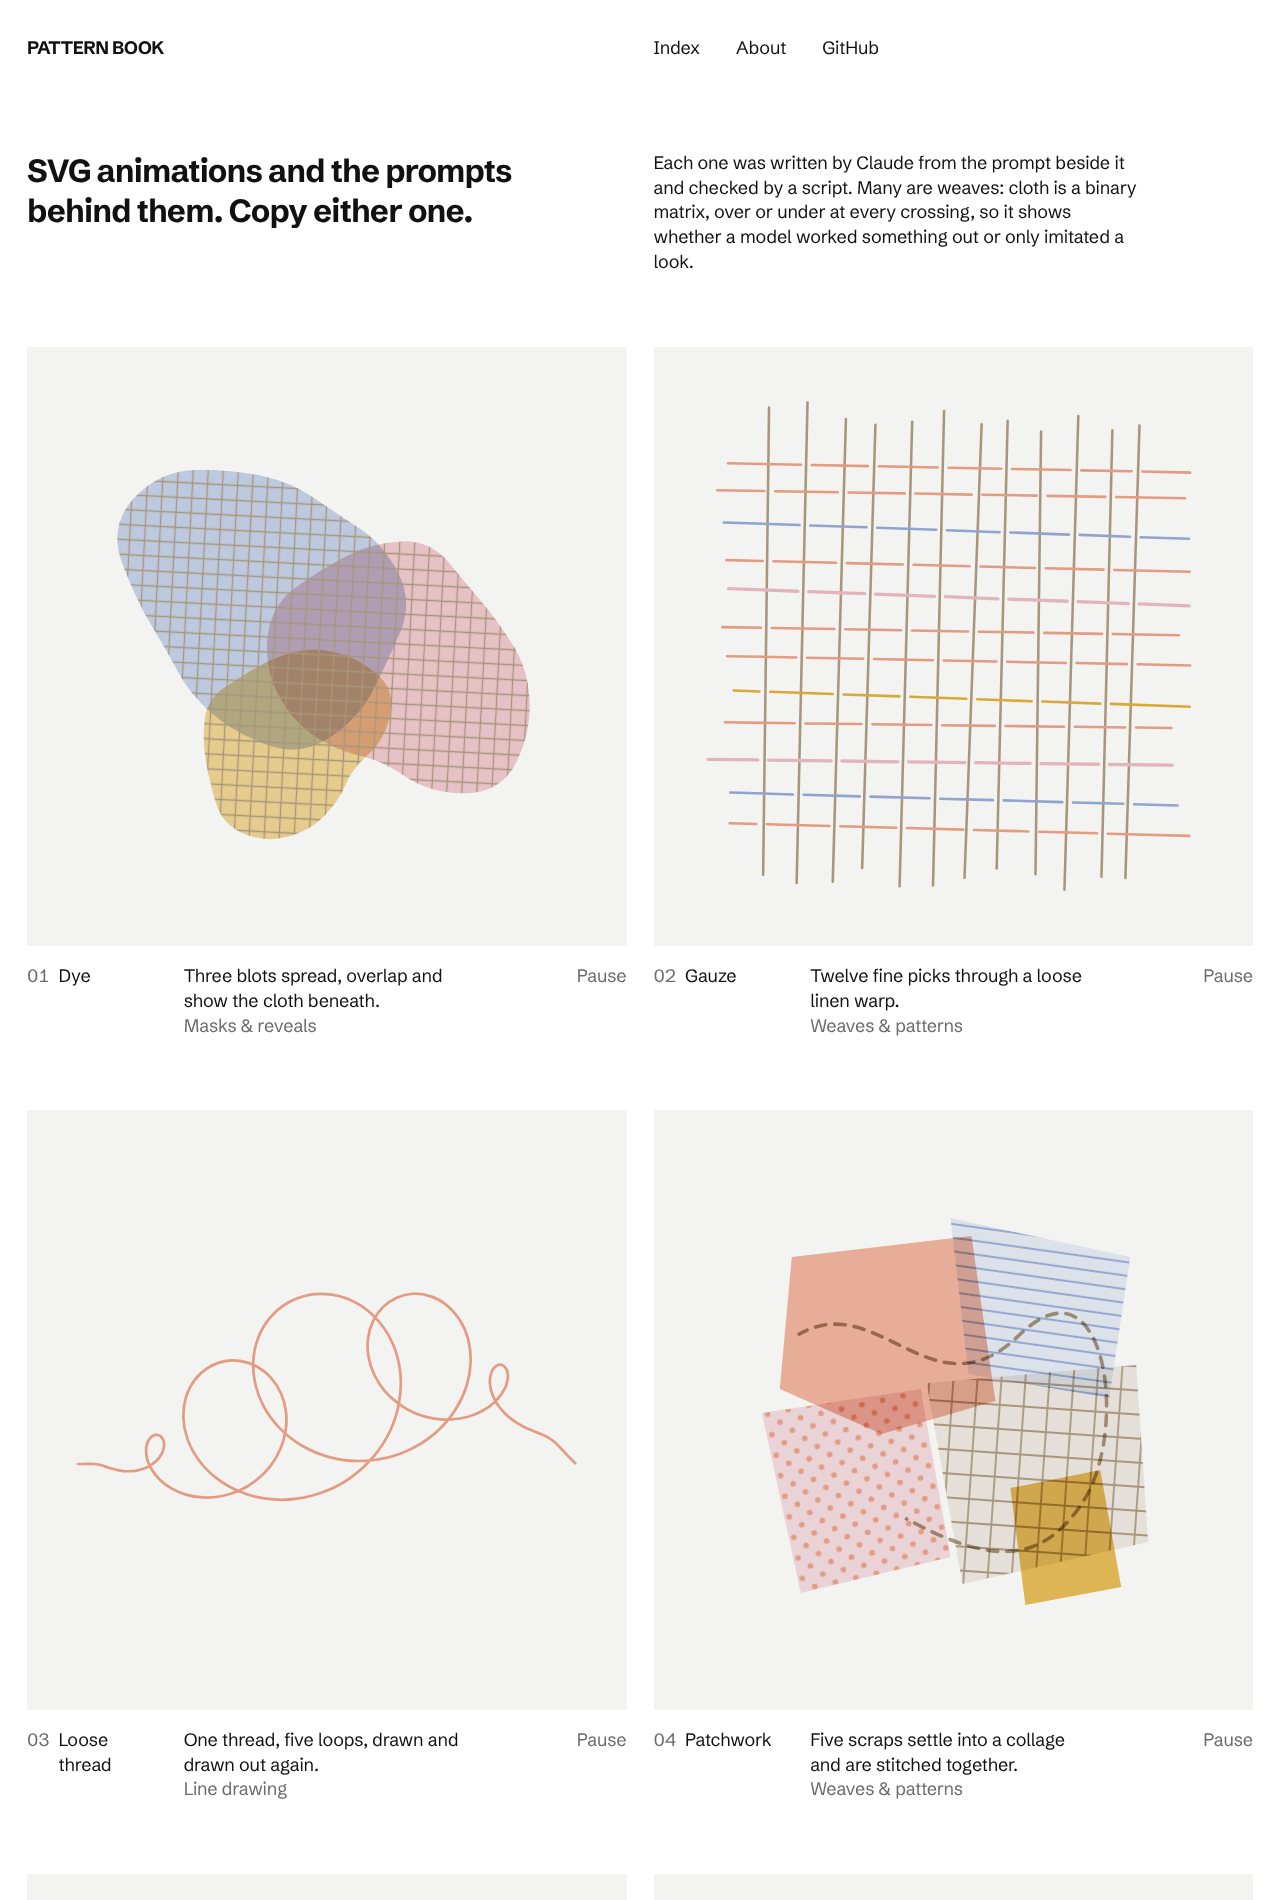 PATTERN BOOK
Index About GitHub
SVG animations and the prompts
behind them. Copy either one.
Each one was written by Claude from the prompt beside it
and checked by a script. Many are weaves: cloth is a binary
matrix, over or under at every crossing, so it shows
whether a model worked something out or only imitated a
look.
01 Dye
Three blots spread, overlap and
show the cloth beneath.
Masks & reveals
Pause
02 Gauze
Twelve fine picks through a loose
linen warp.
Weaves & patterns
Pause
03 Loose
thread
One thread, five loops, drawn and
drawn out again.
Line drawing
Pause
04 Patchwork
Five scraps settle into a collage
and are stitched together.
Weaves & patterns
Pause